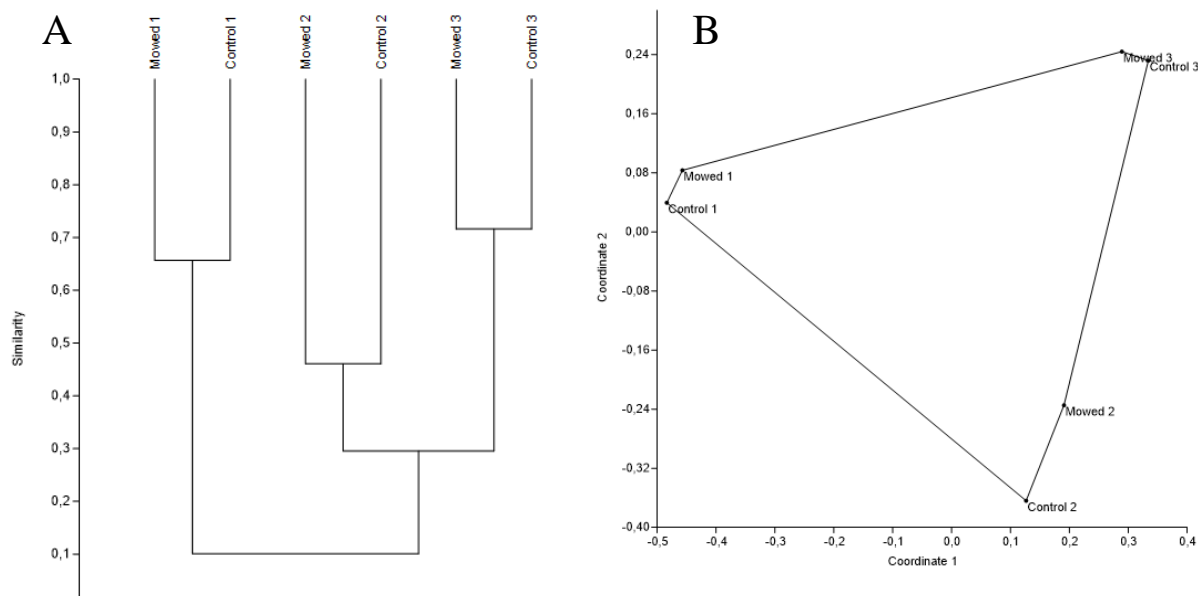 A
Mowed 1
Control 1
Mowed 2
Control 2
Mowed 3
Control 3
1,0
0,9
0,8
0,7
0,6
0,5
0,4
0,3
0,2
0,1
Similarity
B
0,24
0,16
0,08
0,00
-0,08
-0,16
-0,24
-0,32
-0,40
Coordinate 2
Mowed 3
Control 3
Mowed 1
Control 1
Mowed 2
Control 2
-0,5 -0,4 -0,3 -0,2 -0,1 0,0 0,1 0,2 0,3 0,4
Coordinate 1